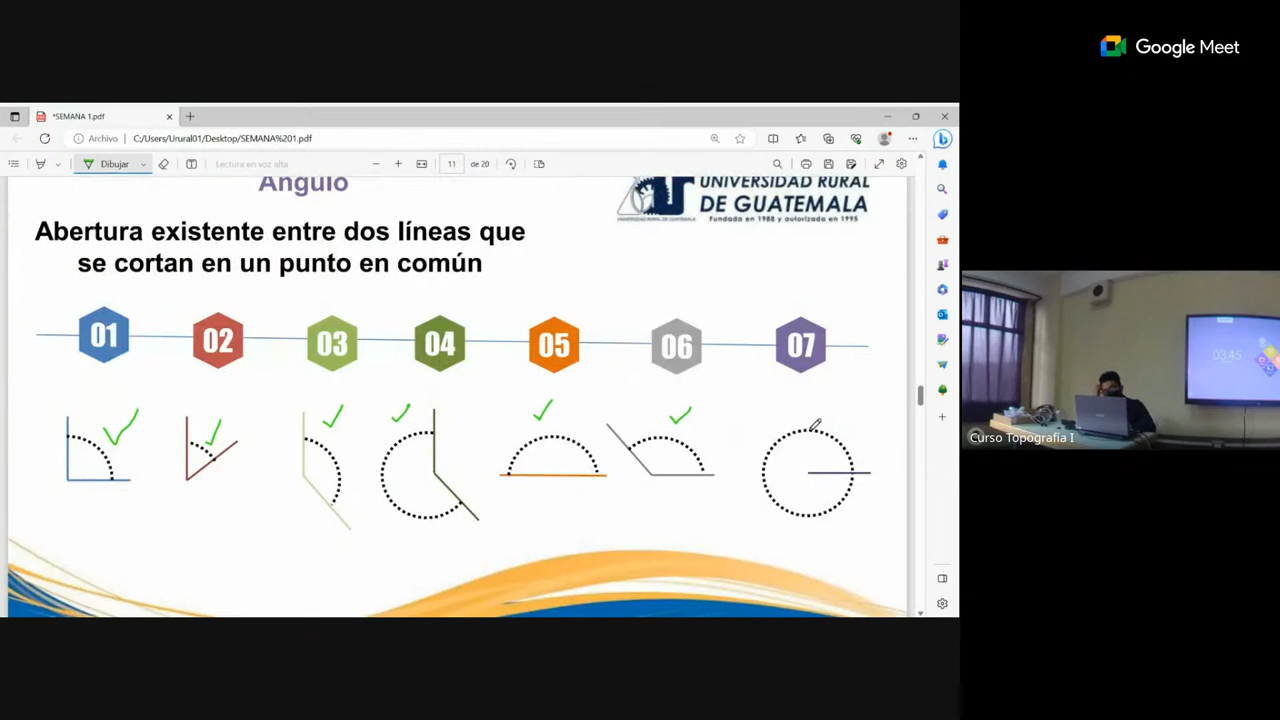 Google Meet
*SEMANA 1.pdf
Archivo
C:/Users/Urural01/Desktop/SEMANA%201.pdf
Dibujar
Lectura en voz alta
11
de 20
Ángulo
UNIVERSIDAD RURAL
DE GUATEMALA
Fundada en 1988 y autorizada en 1995
Abertura existente entre dos líneas que
se cortan en un punto en común
01
02
03
04
05
06
07
03:45
Curso Topografía I